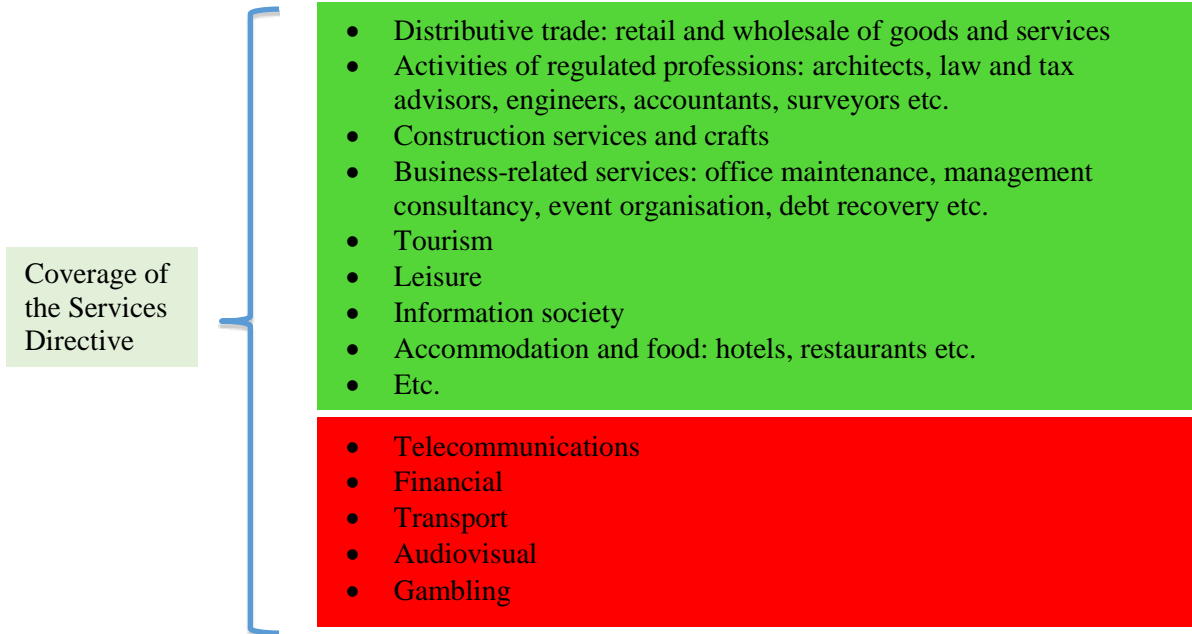 Coverage of
the Services
Directive
• Distributive trade: retail and wholesale of goods and services
• Activities of regulated professions: architects, law and tax
advisors, engineers, accountants, surveyors etc.
• Construction services and crafts
• Business-related services: office maintenance, management
consultancy, event organisation, debt recovery etc.
• Tourism
• Leisure
• Information society
• Accommodation and food: hotels, restaurants etc.
• Etc.
• Telecommunications
• Financial
• Transport
• Audiovisual
• Gambling